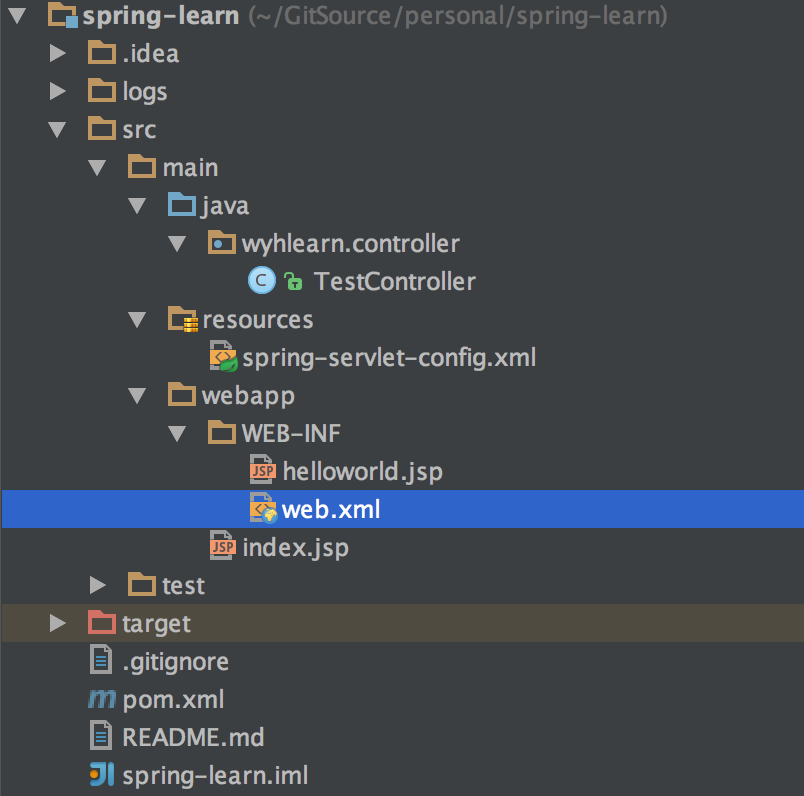 spring-learn (~/GitSource/personal/spring-learn)
.idea
logs
src
main
java
wyhlearn.controller
C T TestController
resources
spring-servlet-config.xml
webapp
WEB-INF
JSP helloworld.jsp
web.xml
JSP index.jsp
test
target
.gitignore
m pom.xml
README.md
spring-learn.iml